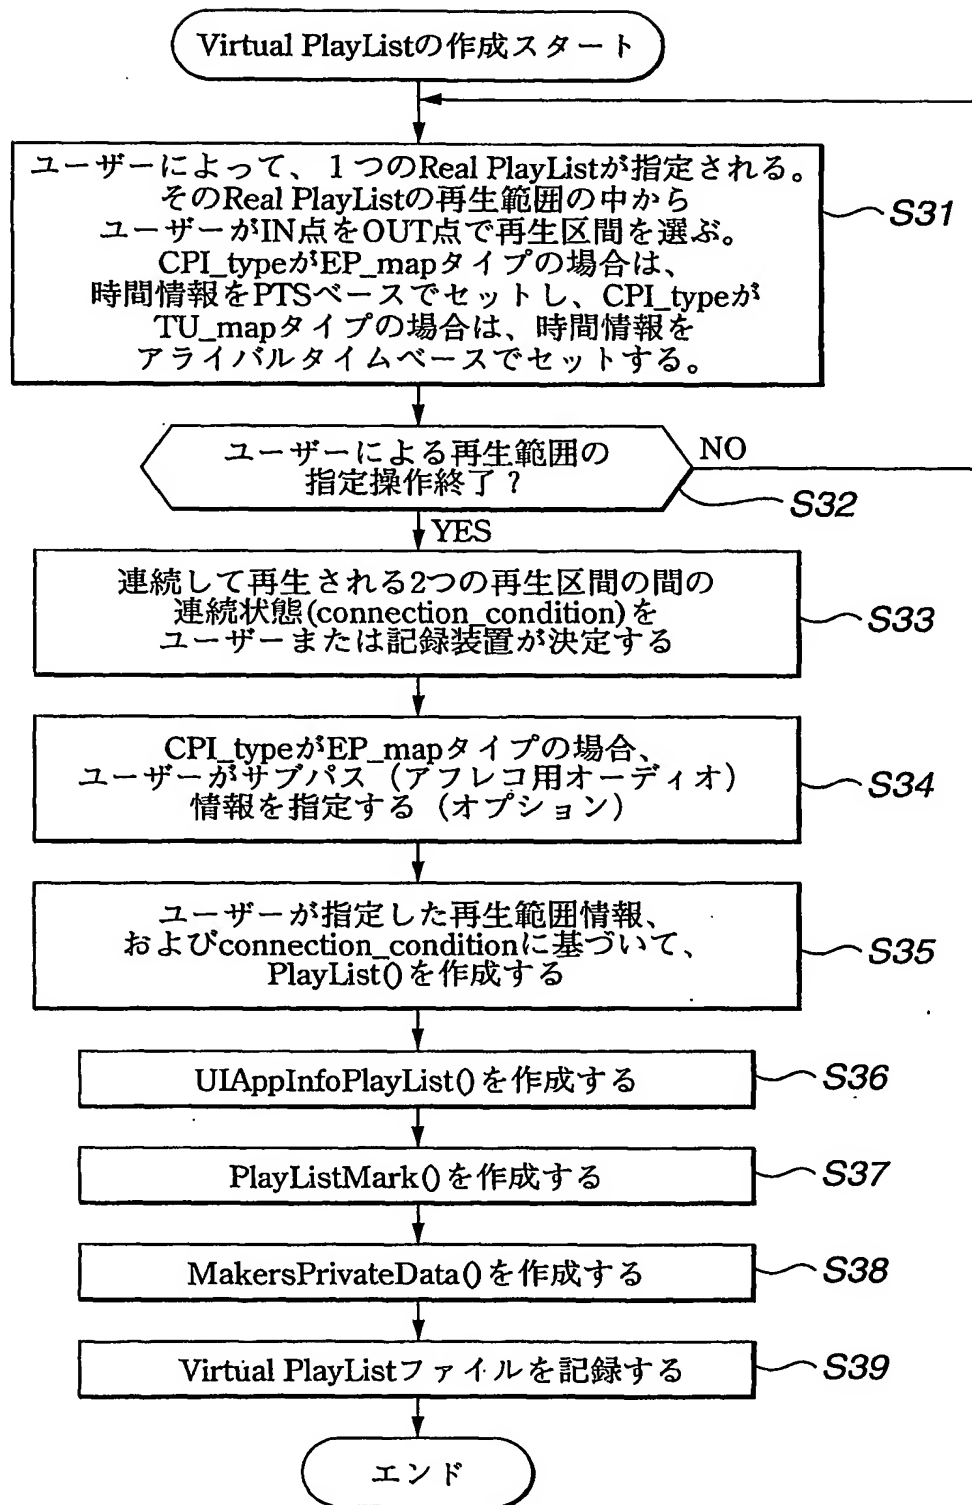 Virtual PlayListの作成スタート
ユーザーによって、1つのReal PlayListが指定される。
そのReal PlayListの再生範囲の中から
ユーザーがIN点をOUT点で再生区間を選ぶ。
CPI_typeがEP_mapタイプの場合は、
時間情報をPTSベースでセットし、CPI_typeが
TU_mapタイプの場合は、時間情報を
アライバルタイムベースでセットする。
S31
ユーザーによる再生範囲の
指定操作終了?
NO
S32
YES
連続して再生される2つの再生区間の間の
連続状態(connection_condition)を
ユーザーまたは記録装置が決定する
S33
CPI_typeがEP_mapタイプの場合、
ユーザーがサブパス(アフレコ用オーディオ)
情報を指定する(オプション)
S34
ユーザーが指定した再生範囲情報、
およびconnection_conditionに基づいて、
PlayList()を作成する
S35
UIAppInfoPlayList()を作成する
S36
PlayListMark()を作成する
S37
MakersPrivateData()を作成する
S38
Virtual PlayListファイルを記録する
S39
エンド